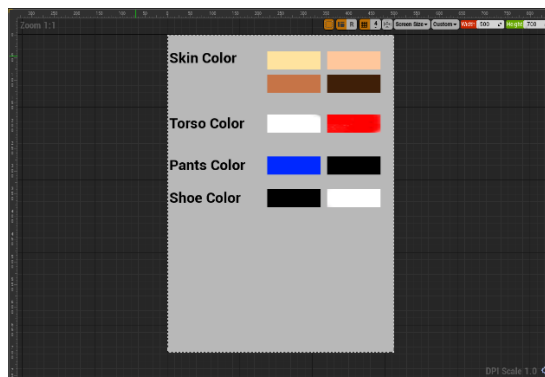 Zoom 1:1
R
4
Screen Size
Custom
Width 500
Height 700
Skin Color
Torso Color
Pants Color
Shoe Color
DPI Scale 1.0